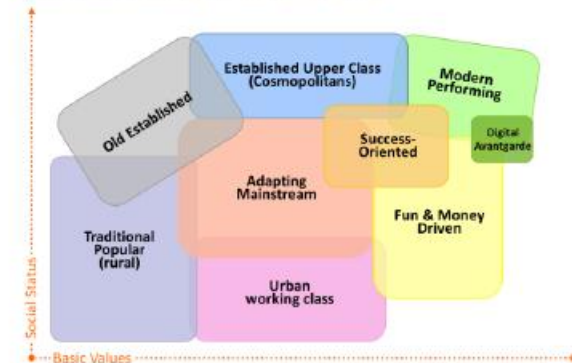 Established Upper Class
(Cosmopolitans)
Modern
Performing
Old Established
Success-
Oriented
Digital
Avantgarde
Adapting
Mainstream
Fun & Money
Driven
Traditional
Popular
(rural)
Urban
working class
Social Status
Basic Values